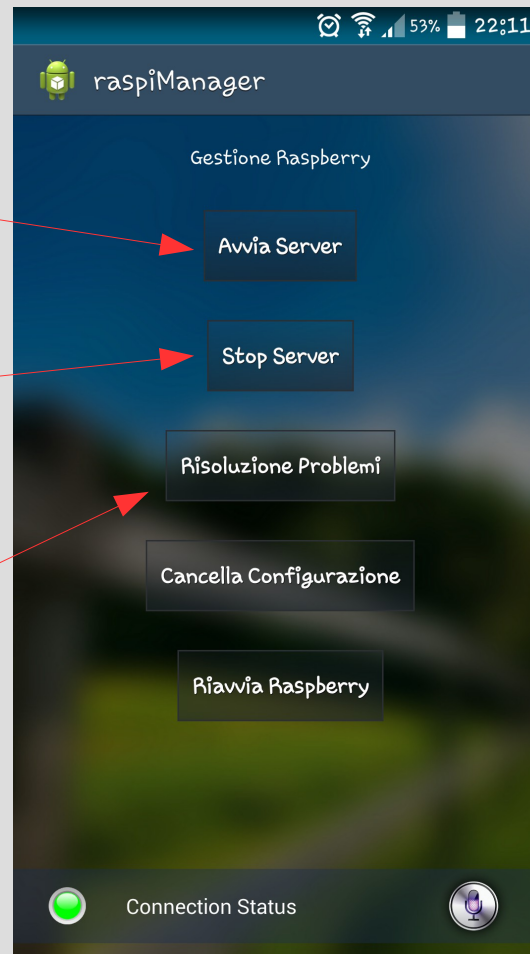 53% 22:11
raspiManager
Gestione Raspberry
Avvia Server
Stop Server
Risoluzione Problemi
Cancella Configurazione
Riavvia Raspberry
Connection Status